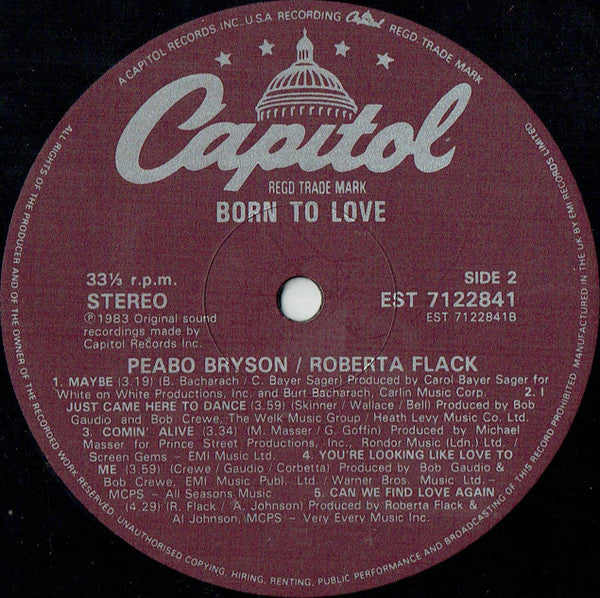 A CAPITOL RECORDS INC. U.S.A. RECORDING Capitol REGD. TRADE MARK
Capitol
REGD TRADE MARK
BORN TO LOVE
33⅓ r.p.m.
STEREO
℗1983 Original sound
recordings made by
Capitol Records Inc.
SIDE 2
EST 7122841
EST 7122841B
PEABO BRYSON / ROBERTA FLACK
1. MAYBE (3.19) (B. Bacharach / C. Bayer Sager) Produced by Carol Bayer Sager for
White on White Productions, Inc. and Burt Bacharach, Carlin Music Corp. 2. I
JUST CAME HERE TO DANCE (3.59) (Skinner / Wallace / Bell) Produced by Bob
Gaudio and Bob Crewe, The Welk Music Group / Heath Levy Music Co. Ltd.
3. COMIN' ALIVE (3.34) (M. Masser / G. Goffin) Produced by Michael
Masser for Prince Street Productions, Inc., Rondor Music (Ldn.) Ltd. /
Screen Gems – EMI Music Ltd. 4. YOU'RE LOOKING LIKE LOVE TO
ME (3.59) (Crewe / Gaudio / Corbetta) Produced by Bob Gaudio &
Bob Crewe, EMI Music Publ. Ltd / Warner Bros. Music Ltd. –
MCPS – All Seasons Music 5. CAN WE FIND LOVE AGAIN
(4.29) (R. Flack / A. Johnson) Produced by Roberta Flack &
Al Johnson, MCPS – Very Every Music Inc.
ALL RIGHTS OF THE PRODUCER AND OF THE OWNER OF THE RECORDED WORK RESERVED. UNAUTHORISED COPYING, HIRING, RENTING, PUBLIC PERFORMANCE AND BROADCASTING OF THIS RECORD PROHIBITED.
MANUFACTURED IN THE UK BY EMI RECORDS LIMITED